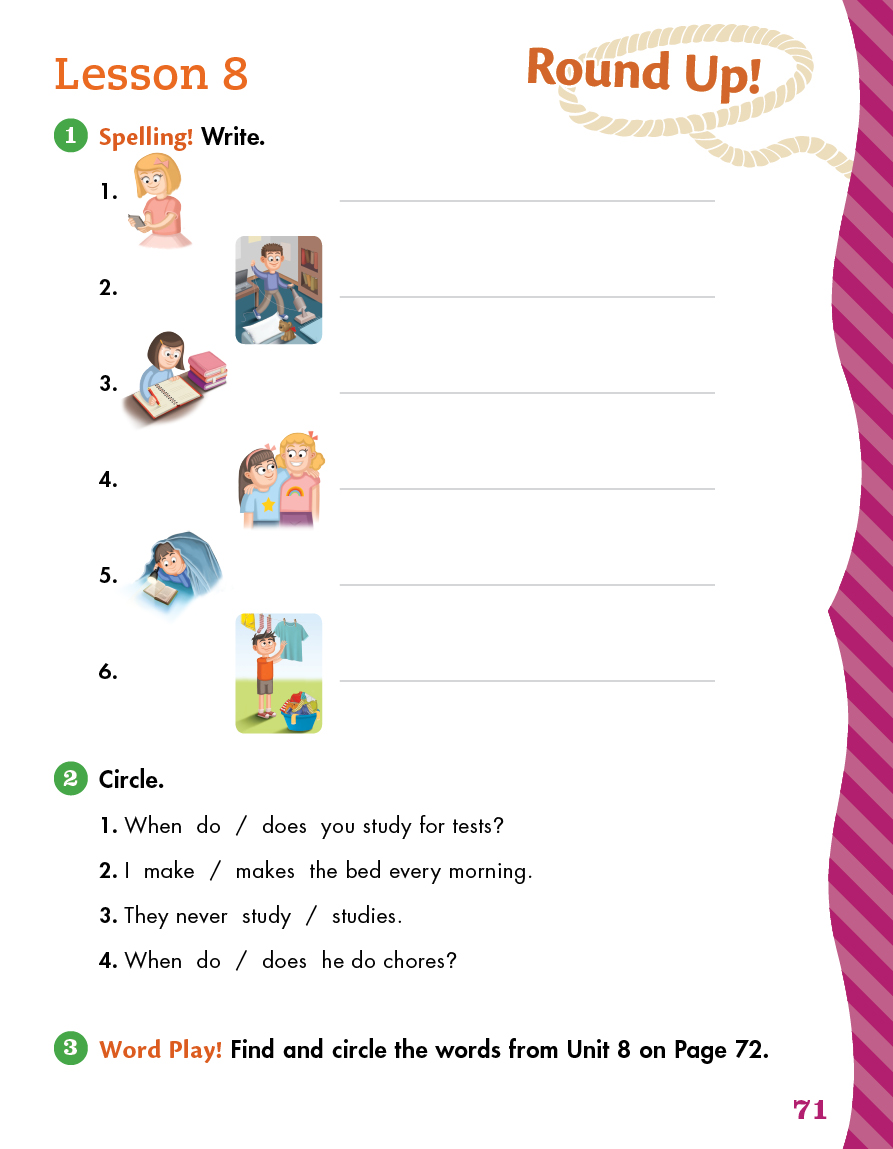 Lesson 8
Round Up!
1 Spelling! Write.
1.
2.
3.
4.
5.
6.
2 Circle.
1. When do / does you study for tests?
2. I make / makes the bed every morning.
3. They never study / studies.
4. When do / does he do chores?
3 Word Play! Find and circle the words from Unit 8 on Page 72.
71